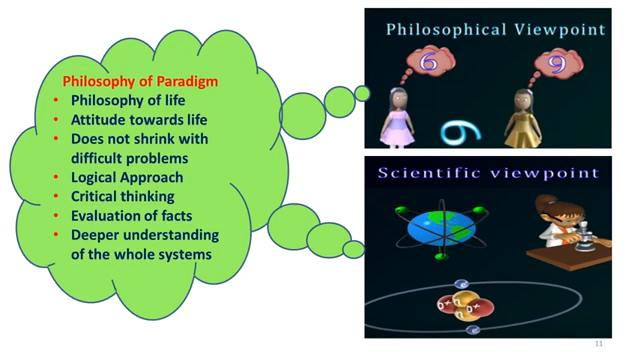 Philosophy of Paradigm
• Philosophy of life
• Attitude towards life
• Does not shrink with
difficult problems
• Logical Approach
• Critical thinking
• Evaluation of facts
• Deeper understanding
of the whole systems
Philosophical Viewpoint
6
9
6
Scientific viewpoint
11